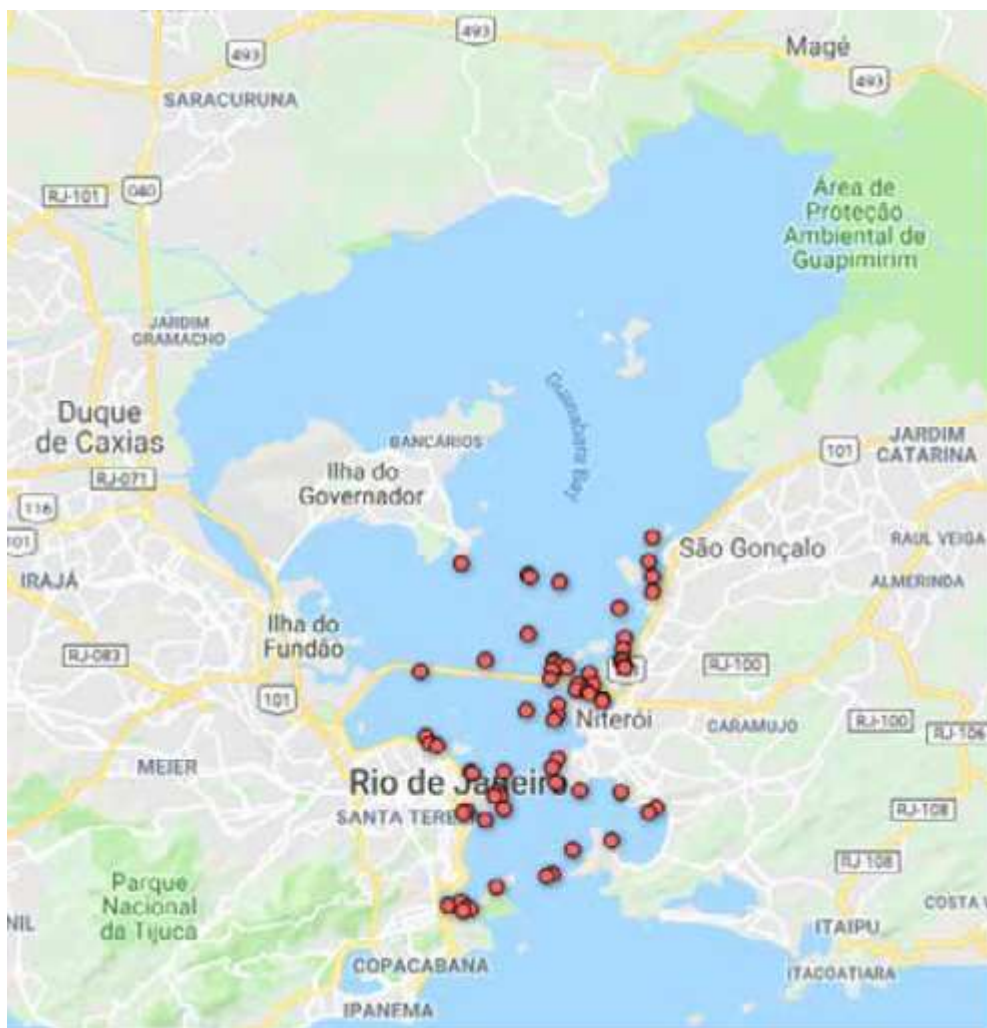 493
Magé
493
493
SARACURUNA
040
RJ-101
Área de
Proteção
Ambiental de
Guapimirim
JARDIM
GRAMACHO
Guanabara Bay
Duque
de Caxias
BANCÁRIOS
JARDIM
CATARINA
101
Ilha do
Governador
RJ-071
116
101
São Gonçalo
RAUL VEIGA
IRAJÁ
ALMERINDA
Ilha do
Fundão
RJ-083
RJ-100
101
Niterói
CARAMUJO
RJ-100
RJ-106
MEIER
Rio de Janeiro
SANTA TERE
RJ-108
RJ-108
Parque
Nacional
da Tijuca
NIL
COSTA
ITAIPU
COPACABANA
ITACOATIARA
IPANEMA